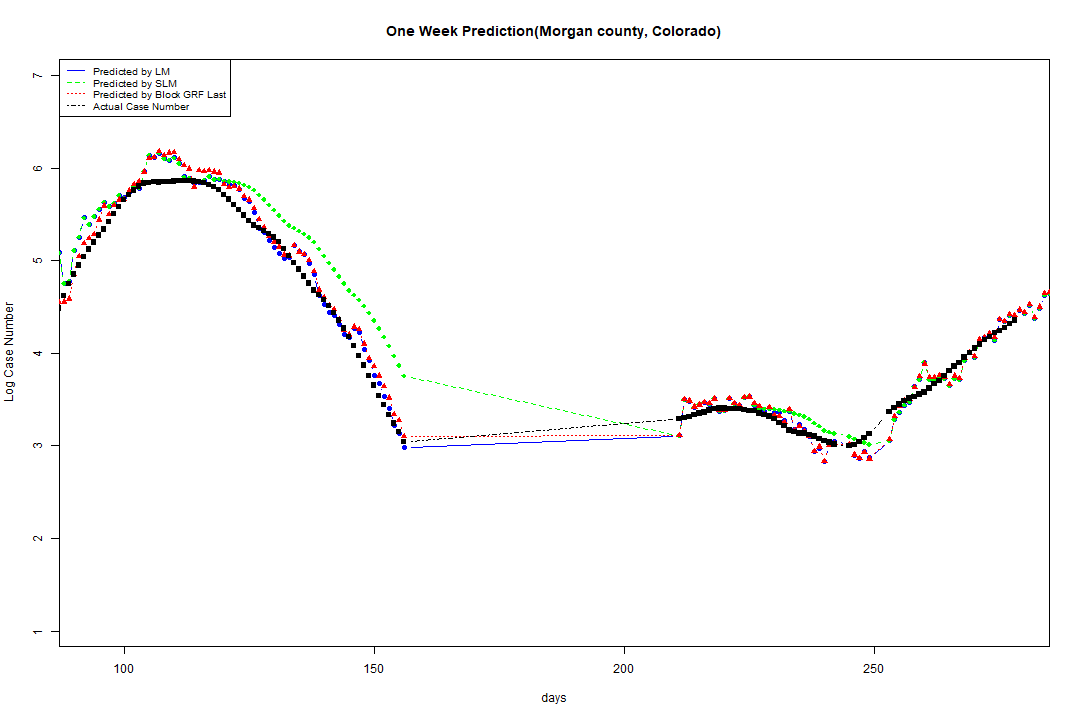 One Week Prediction(Morgan county, Colorado)
Predicted by LM
Predicted by SLM
Predicted by Block GRF Last
Actual Case Number
Log Case Number
7
6
5
4
3
2
1
100 150 200 250
days